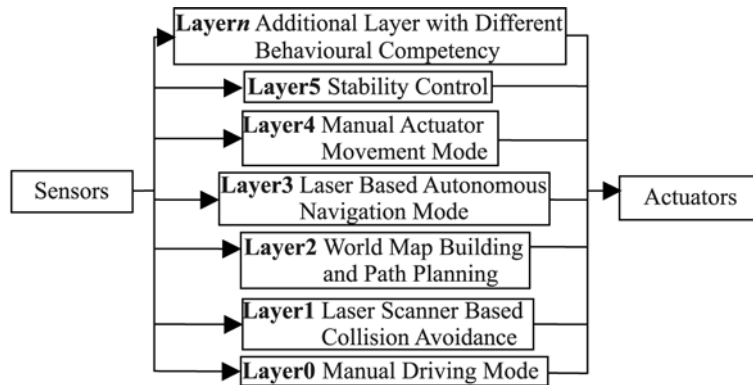 Layern Additional Layer with Different
Behavioural Competency
Layer5 Stability Control
Layer4 Manual Actuator
Movement Mode
Sensors
Layer3 Laser Based Autonomous
Navigation Mode
Actuators
Layer2 World Map Building
and Path Planning
Layer1 Laser Scanner Based
Collision Avoidance
Layer0 Manual Driving Mode